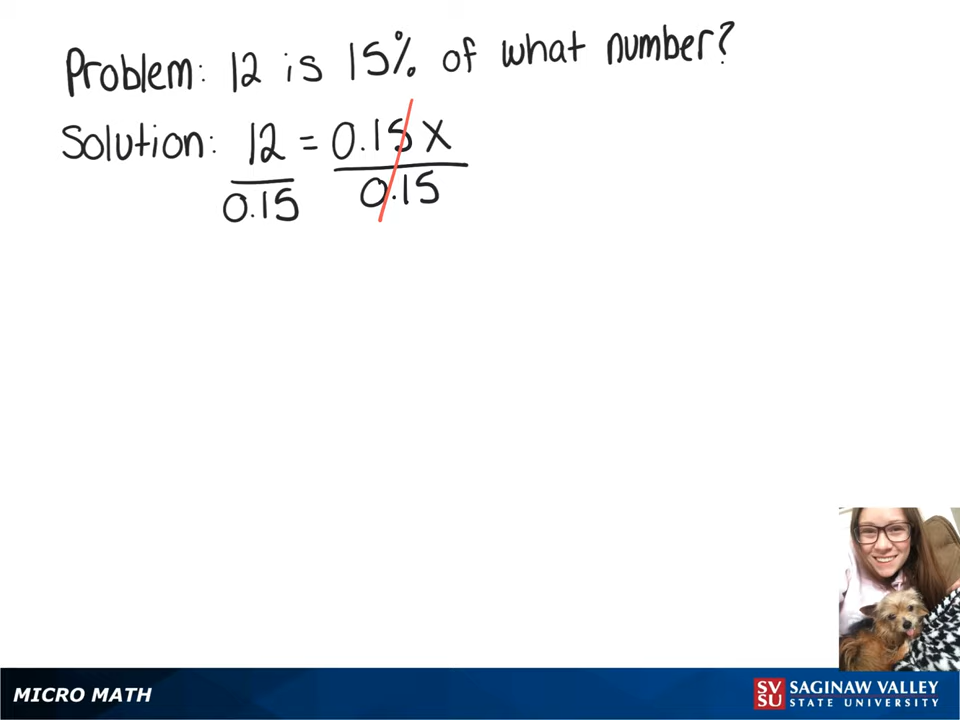 Problem: 12 is 15% of what number?
Solution: 12 = 0.15 X
0.15 0.15
MICRO MATH
SV
SU
SAGINAW VALLEY
STATE UNIVERSITY